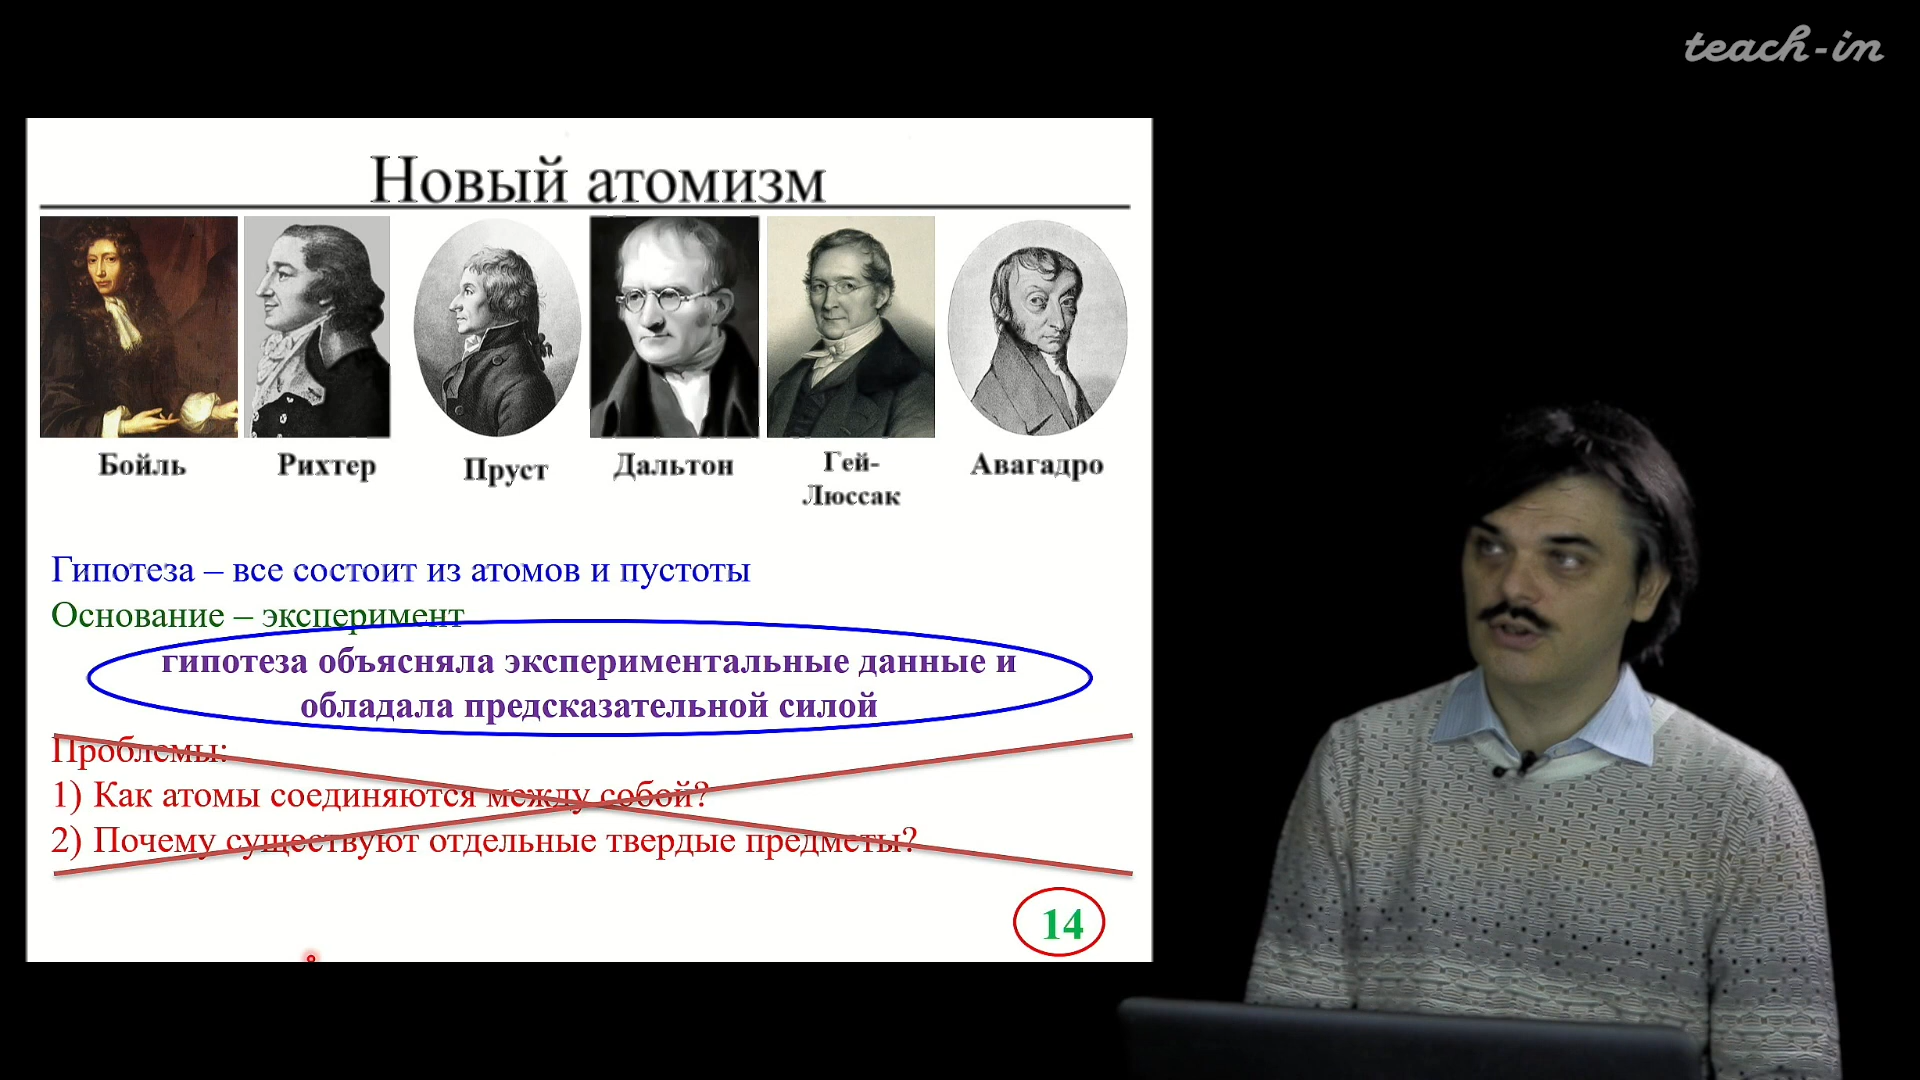 teach-in
Новый атомизм
Бойль
Рихтер
Пруст
Дальтон
Гей-
Люссак
Авагадро
Гипотеза – все состоит из атомов и пустоты
Основание – эксперимент
гипотеза объясняла экспериментальные данные и
обладала предсказательной силой
Проблемы:
1) Как атомы соединяются между собой?
2) Почему существуют отдельные твердые предметы?
14